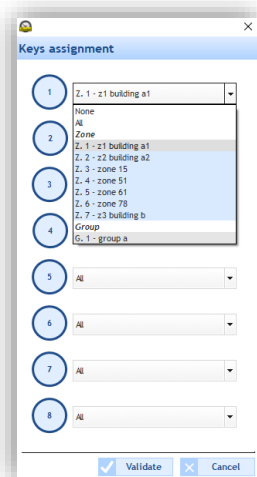 Keys assignment
1 Z. 1 - z1 building a1
None
All
2 Zone
Z. 1 - z1 building a1
Z. 2 - z2 building a2
3 Z. 3 - zone 15
Z. 4 - zone 51
Z. 5 - zone 61
Z. 6 - zone 78
4 Z. 7 - z3 building b
Group
G. 1 - group a
5 All
6 All
7 All
8 All
Validate Cancel